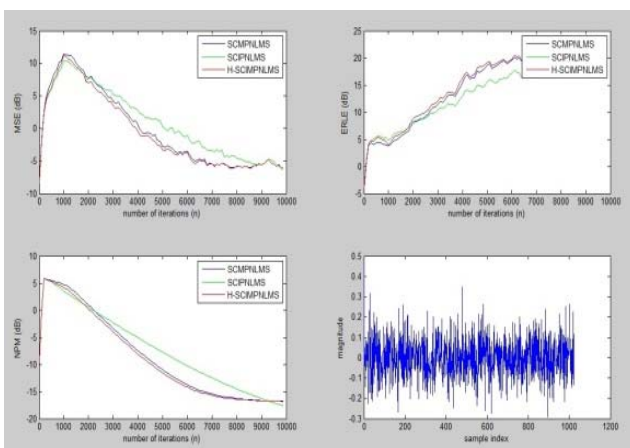 15
10
5
0
-5
-10
MSE (dB)
0 1000 2000 3000 4000 5000 6000 7000 8000 9000 10000
number of iterations (n)
SCMPNLMS
SCIPNLMS
H-SCIMPNLMS
25
20
15
10
5
0
-5
ERLE (dB)
0 1000 2000 3000 4000 5000 6000 7000 8000 9000 10000
number of iterations (n)
SCMPNLMS
SCIPNLMS
H-SCIMPNLMS
10
5
0
-5
-10
-15
-20
NPM (dB)
0 1000 2000 3000 4000 5000 6000 7000 8000 9000 10000
number of iterations (n)
SCMPNLMS
SCIPNLMS
H-SCIMPNLMS
0.5
0.4
0.3
0.2
0.1
0
-0.1
-0.2
-0.3
magnitude
0 200 400 600 800 1000 1200
sample index